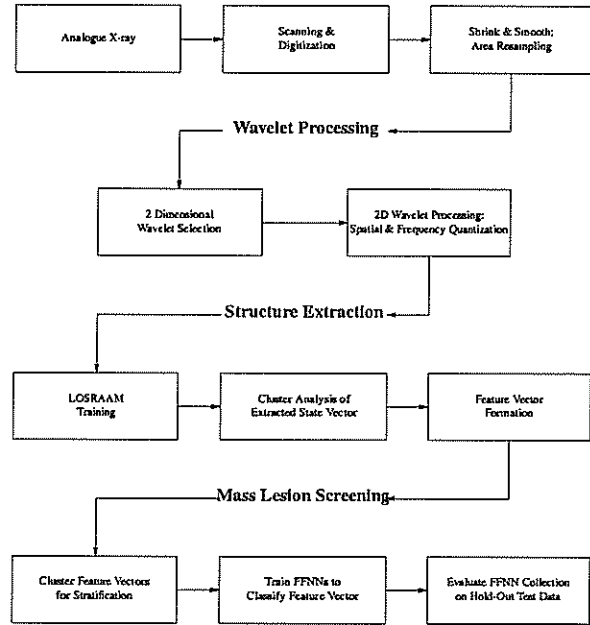 Analogue X-ray
Scanning &
Digitization
Shrink & Smooth;
Area Resampling
Wavelet Processing
2 Dimensional
Wavelet Selection
2D Wavelet Processing:
Spatial & Frequency Quantization
Structure Extraction
LOSRAAM
Training
Cluster Analysis of
Extracted State Vector
Feature Vector
Formation
Mass Lesion Screening
Cluster Feature Vectors
for Stratification
Train FFNNs to
Classify Feature Vector
Evaluate FFNN Collection
on Hold-Out Test Data